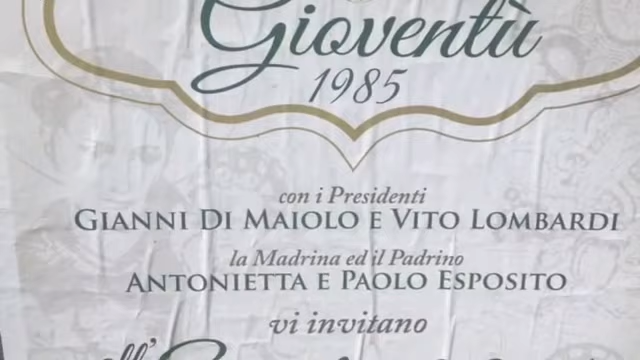 Gioventù
1985
con i Presidenti
GIANNI DI MAIOLO E VITO LOMBARDI
la Madrina ed il Padrino
ANTONIETTA E PAOLO ESPOSITO
vi invitano